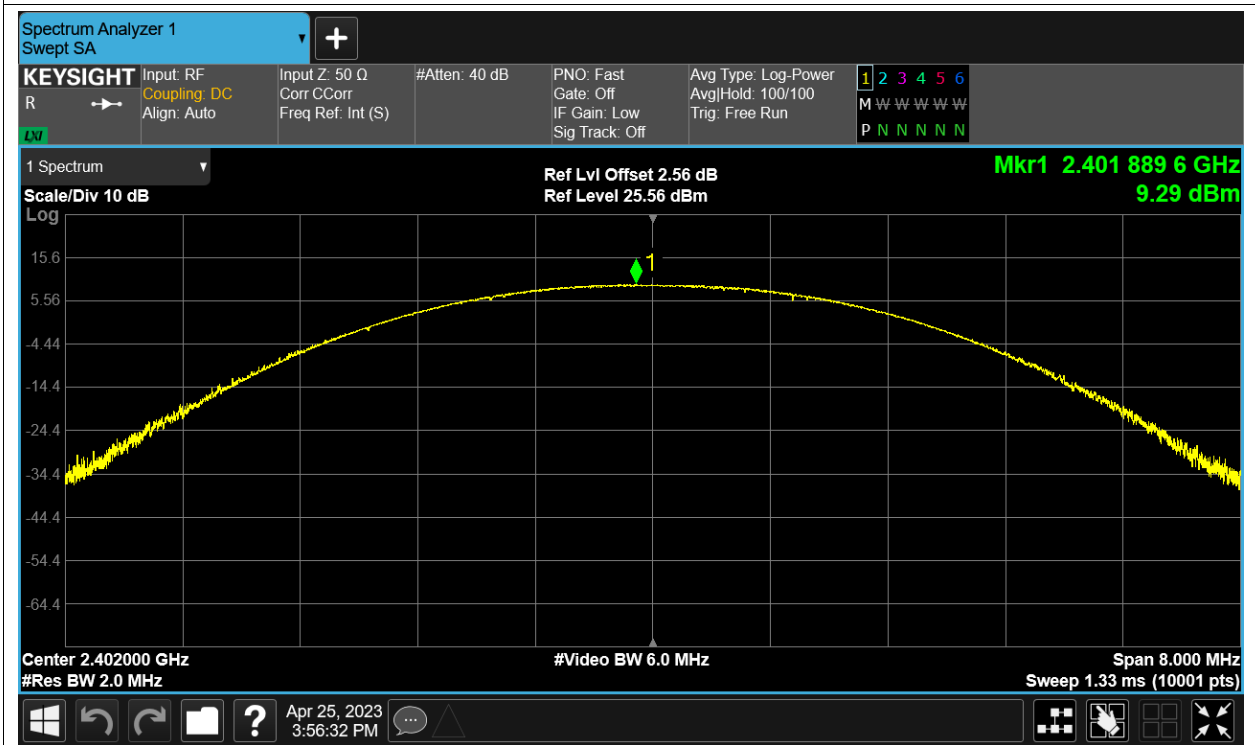 Spectrum Analyzer 1
Swept SA
+
KEYSIGHT
R
LXI
Input: RF
Coupling: DC
Align: Auto
Input Z: 50 Ω
Corr CCorr
Freq Ref: Int (S)
#Atten: 40 dB
PNO: Fast
Gate: Off
IF Gain: Low
Sig Track: Off
Avg Type: Log-Power
Avg|Hold: 100/100
Trig: Free Run
1 2 3 4 5 6
M W W W W W
P N N N N N
1 Spectrum
Scale/Div 10 dB
Log
Ref Lvl Offset 2.56 dB
Ref Level 25.56 dBm
Mkr1 2.401 889 6 GHz
9.29 dBm
1
15.6
5.56
-4.44
-14.4
-24.4
-34.4
-44.4
-54.4
-64.4
Center 2.402000 GHz
#Video BW 6.0 MHz
Span 8.000 MHz
#Res BW 2.0 MHz
Sweep 1.33 ms (10001 pts)
?
Apr 25, 2023
3:56:32 PM